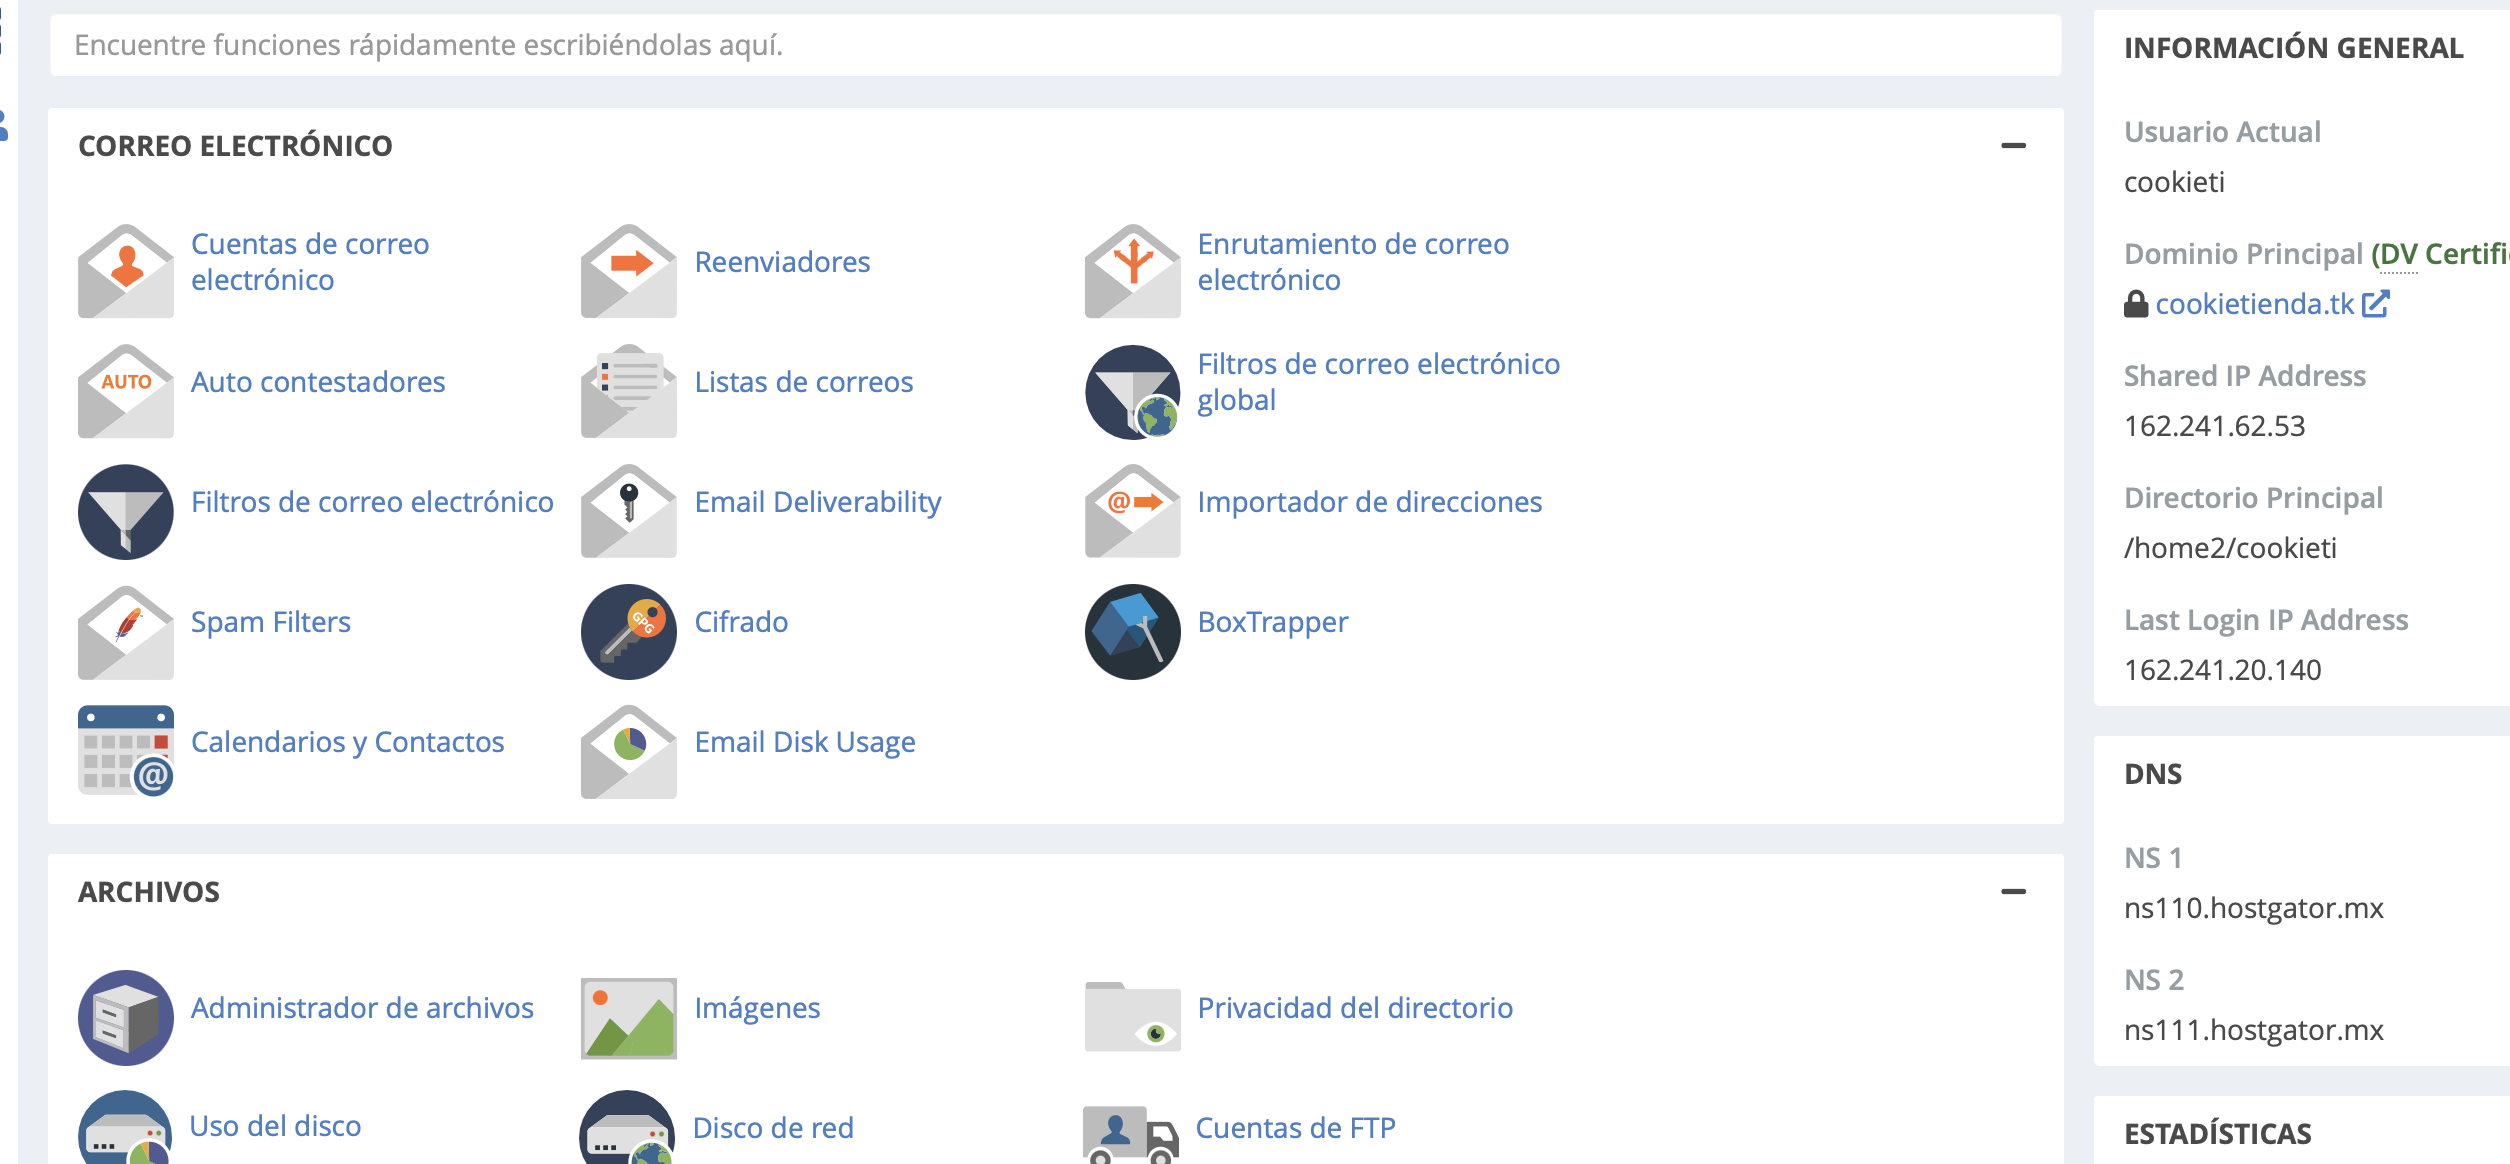 Encuentre funciones rápidamente escribiéndolas aquí.
CORREO ELECTRÓNICO
Cuentas de correo
electrónico
Reenviadores
Enrutamiento de correo
electrónico
AUTO
Auto contestadores
Listas de correos
Filtros de correo electrónico
global
Filtros de correo electrónico
Email Deliverability
@
Importador de direcciones
Spam Filters
GPG
Cifrado
BoxTrapper
@
Calendarios y Contactos
Email Disk Usage
ARCHIVOS
Administrador de archivos
Imágenes
Privacidad del directorio
Uso del disco
Disco de red
Cuentas de FTP
INFORMACIÓN GENERAL
Usuario Actual
cookieti
Dominio Principal (DV Certifi
cookietienda.tk
Shared IP Address
162.241.62.53
Directorio Principal
/home2/cookieti
Last Login IP Address
162.241.20.140
DNS
NS 1
ns110.hostgator.mx
NS 2
ns111.hostgator.mx
ESTADÍSTICAS